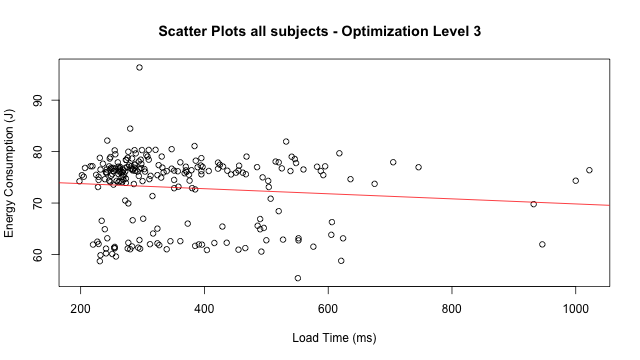 Scatter Plots all subjects - Optimization Level 3
Energy Consumption (J)
90
80
70
60
200 400 600 800 1000
Load Time (ms)